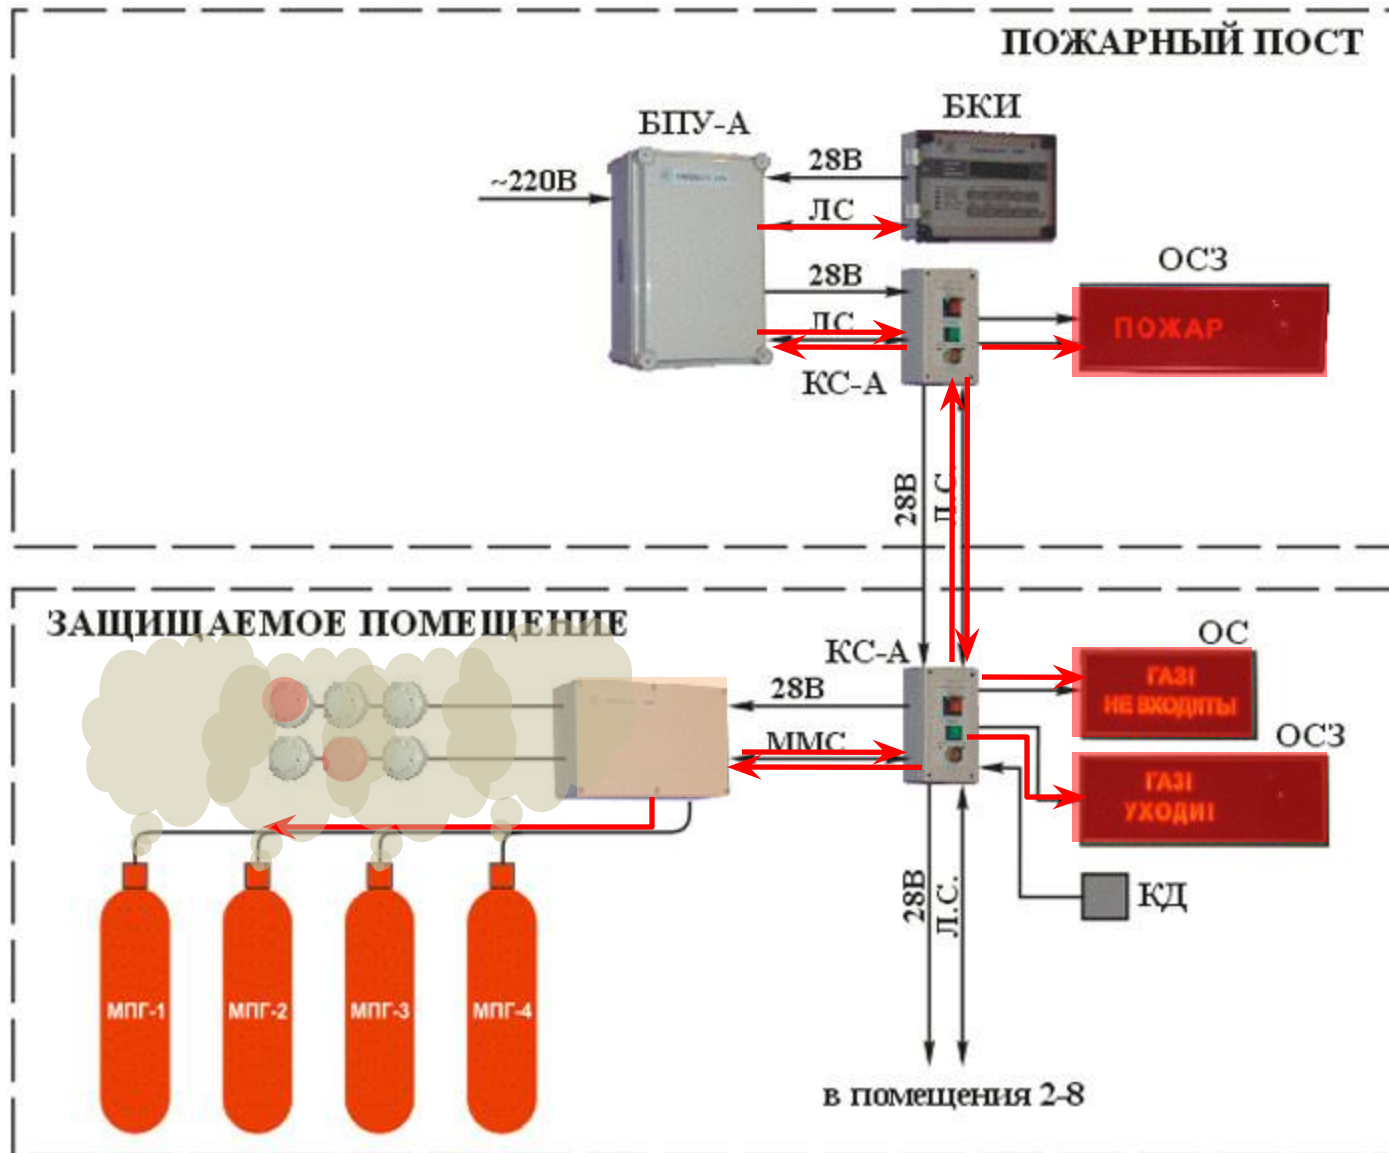 ПОЖАРНЫЙ ПОСТ
БКИ
БПУ-А
28В
~220В
ЛС
ОСЗ
28В
ЛС
ПОЖАР
КС-А
28В
Л.С.
ЗАЩИЩАЕМОЕ ПОМЕЩЕНИЕ
ОС
КС-А
ГАЗ!
НЕ ВХОДИТЬ!
28В
ММС
ОСЗ
ГАЗ!
УХОДИ!
28В
Л.С.
КД
МПГ-1
МПГ-2
МПГ-3
МПГ-4
в помещения 2-8